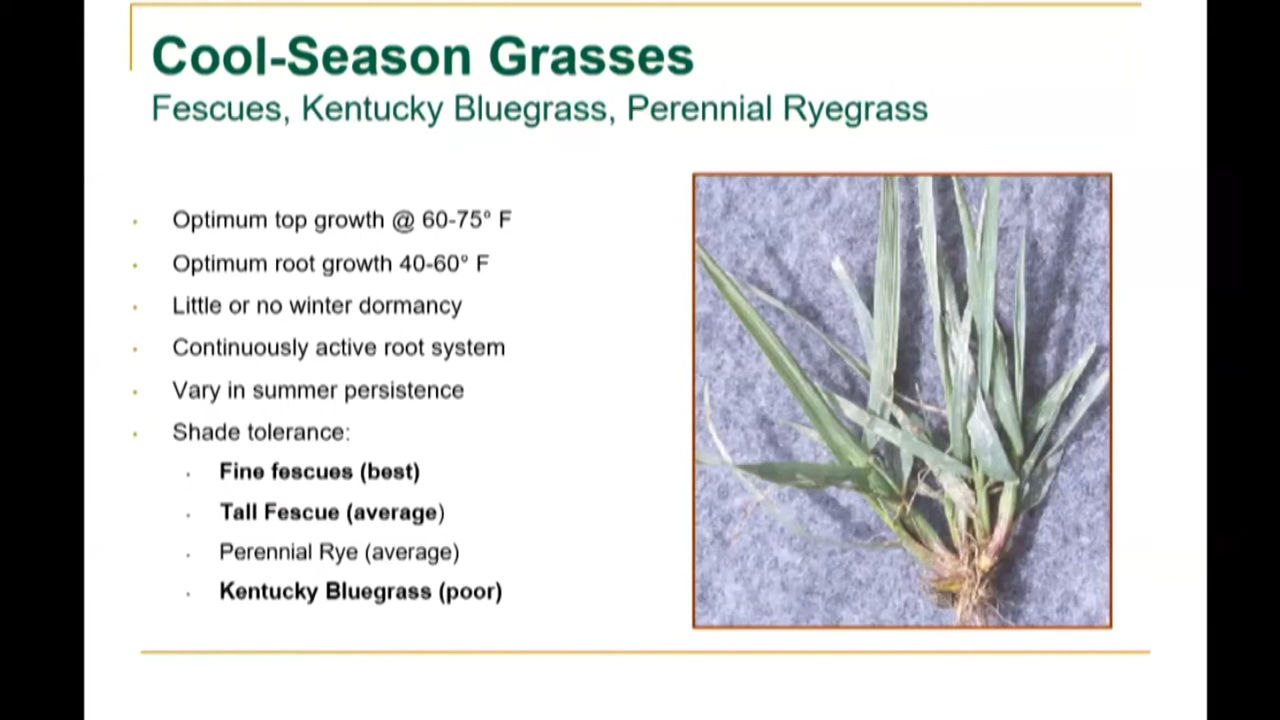 Cool-Season Grasses
Fescues, Kentucky Bluegrass, Perennial Ryegrass
· Optimum top growth @ 60-75° F
· Optimum root growth 40-60° F
· Little or no winter dormancy
· Continuously active root system
· Vary in summer persistence
· Shade tolerance:
· Fine fescues (best)
· Tall Fescue (average)
· Perennial Rye (average)
· Kentucky Bluegrass (poor)